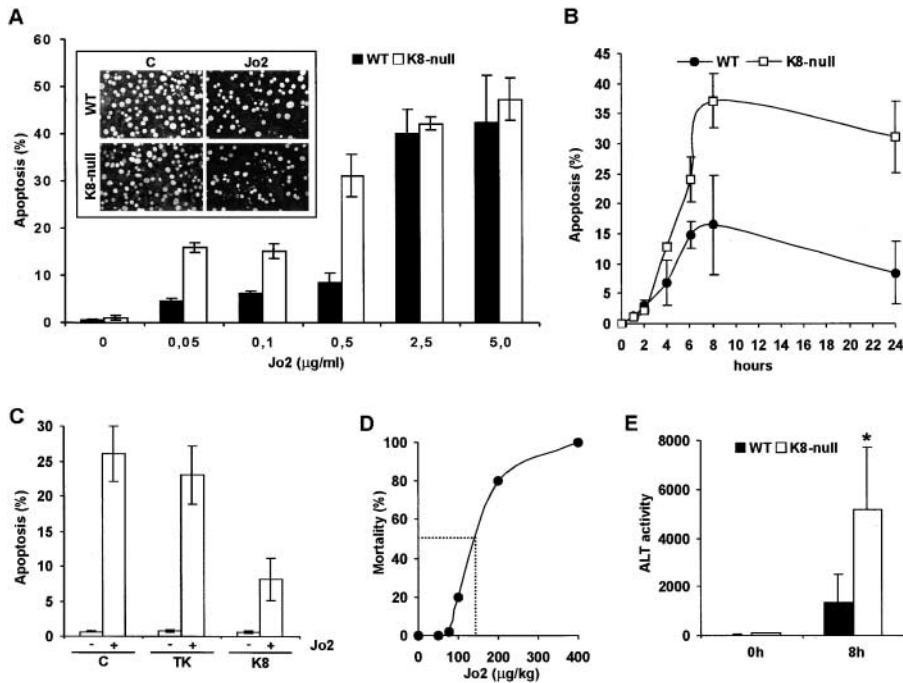 A
60
50
40
30
20
10
0
Apoptosis (%)
C Jo2
WT
K8-null
WT K8-null
0 0,05 0,1 0,5 2,5 5,0
Jo2 (µg/ml)
B
45
40
35
30
25
20
15
10
5
0
Apoptosis (%)
WT K8-null
0 2 4 6 8 10 12 14 16 18 20 22 24
hours
C
30
25
20
15
10
5
0
Apoptosis (%)
- + - + - + Jo2
C TK K8
D
100
80
60
40
20
0
Mortality (%)
0 100 200 300 400
Jo2 (µg/kg)
E
8000
6000
4000
2000
0
ALT activity
WT K8-null
*
0h 8h